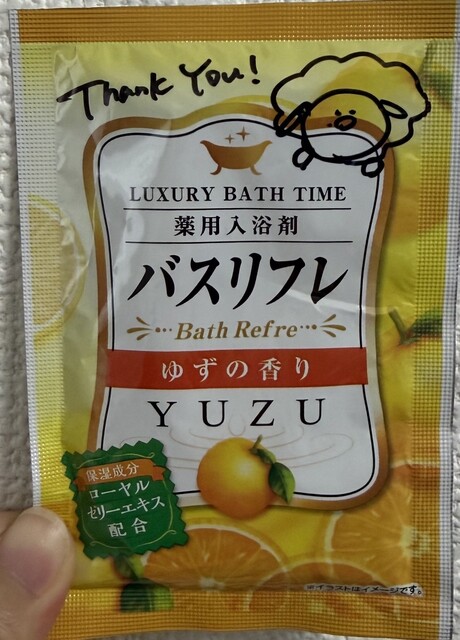 Thank You!
LUXURY BATH TIME
薬用入浴剤
バスリフレ
Bath Refre
ゆずの香り
YUZU
保湿成分
ローヤル
ゼリーエキス
配合
※イラストはイメージです。